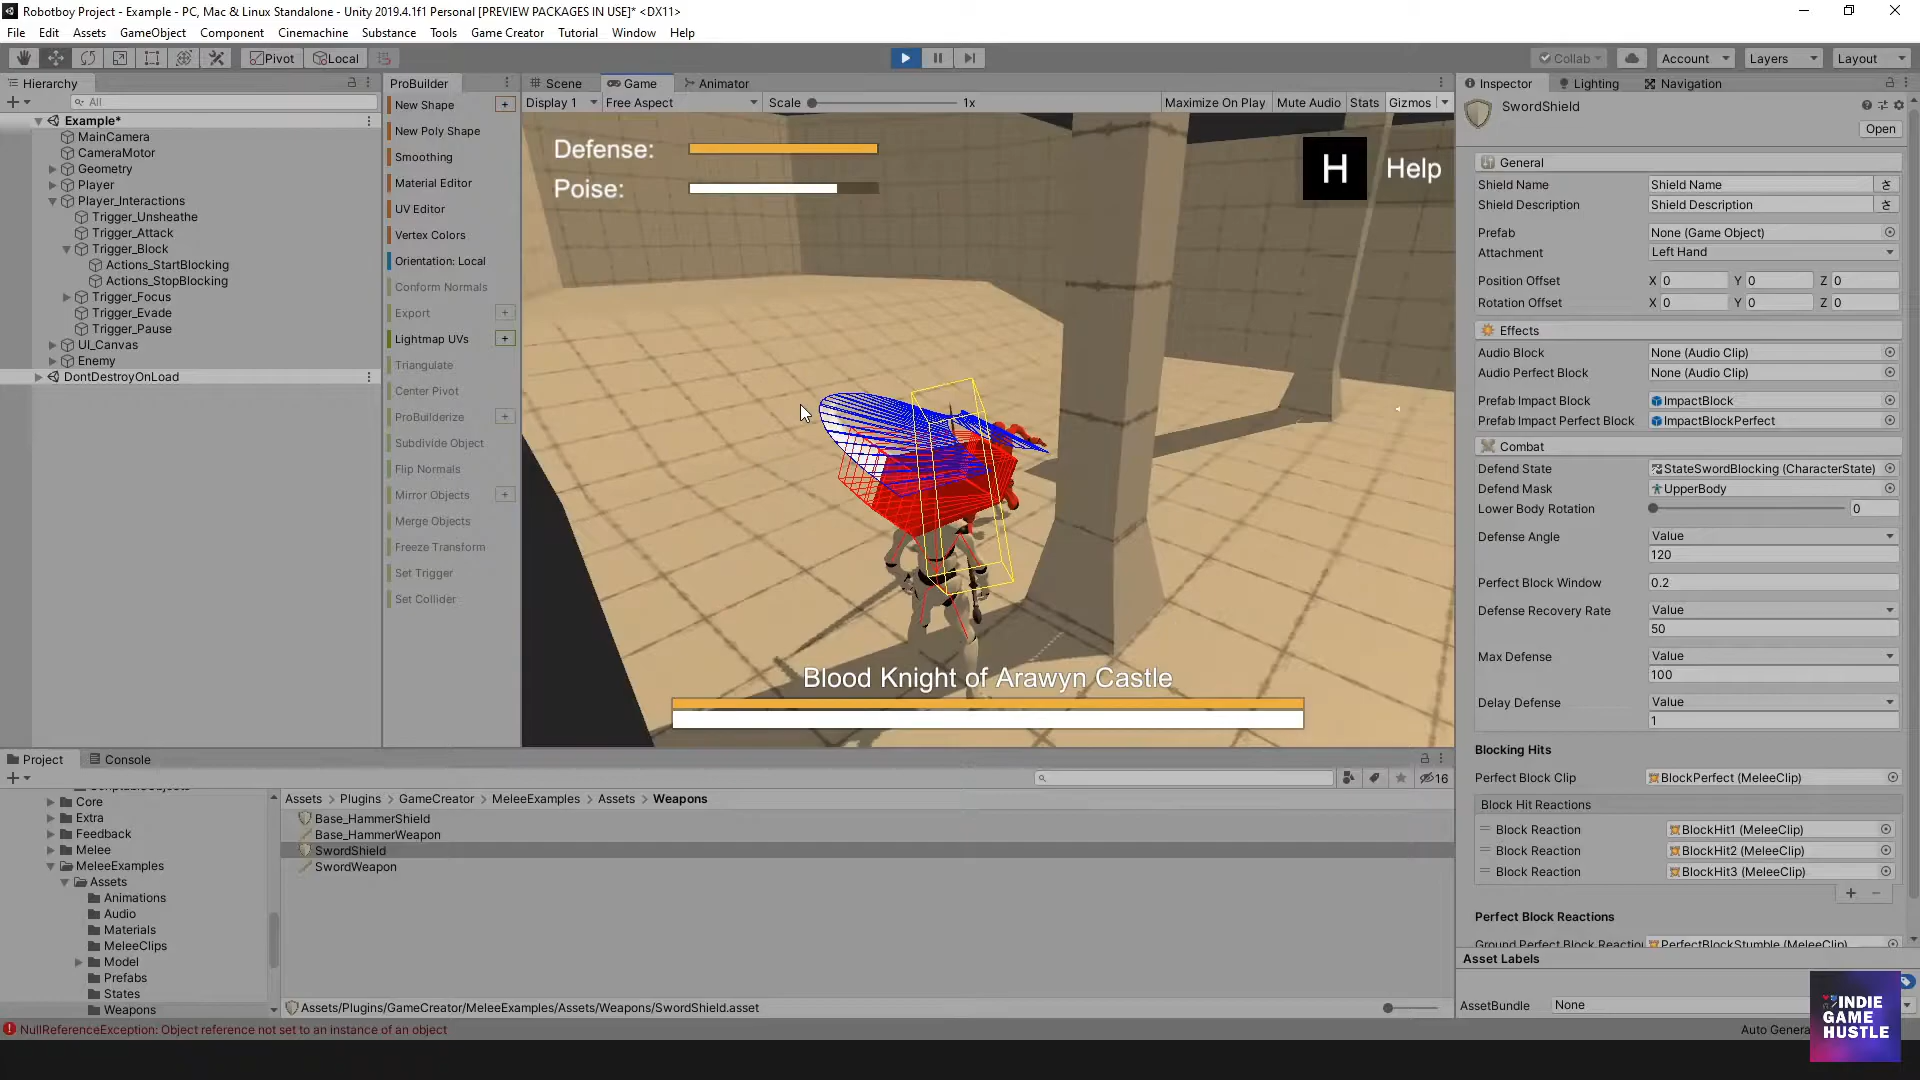 Robotboy Project - Example - PC, Mac & Linux Standalone - Unity 2019.4.1f1 Personal [PREVIEW PACKAGES IN USE]* <DX11>
File Edit Assets GameObject Component Cinemachine Substance Tools Game Creator Tutorial Window Help
Pivot Local Collab Account Layers Layout
Hierarchy
All
Example*
MainCamera
CameraMotor
Geometry
Player
Player_Interactions
Trigger_Unsheathe
Trigger_Attack
Trigger_Block
Actions_StartBlocking
Actions_StopBlocking
Trigger_Focus
Trigger_Evade
Trigger_Pause
UI_Canvas
Enemy
DontDestroyOnLoad
ProBuilder
New Shape
New Poly Shape
Smoothing
Material Editor
UV Editor
Vertex Colors
Orientation: Local
Conform Normals
Export
Lightmap UVs
Triangulate
Center Pivot
ProBuilderize
Subdivide Object
Flip Normals
Mirror Objects
Merge Objects
Freeze Transform
Set Trigger
Set Collider
Scene Game Animator
Display 1 Free Aspect Scale 1x Maximize On Play Mute Audio Stats Gizmos
Defense:
Poise:
H Help
Blood Knight of Arawyn Castle
Inspector Lighting Navigation
SwordShield
Open
General
Shield Name Shield Name
Shield Description Shield Description
Prefab None (Game Object)
Attachment Left Hand
Position Offset X 0 Y 0 Z 0
Rotation Offset X 0 Y 0 Z 0
Effects
Audio Block None (Audio Clip)
Audio Perfect Block None (Audio Clip)
Prefab Impact Block ImpactBlock
Prefab Impact Perfect Block ImpactBlockPerfect
Combat
Defend State StateSwordBlocking (CharacterState)
Defend Mask UpperBody
Lower Body Rotation 0
Defense Angle Value
120
Perfect Block Window 0.2
Defense Recovery Rate Value
50
Max Defense Value
100
Delay Defense Value
1
Blocking Hits
Perfect Block Clip BlockPerfect (MeleeClip)
Block Hit Reactions
Block Reaction BlockHit1 (MeleeClip)
Block Reaction BlockHit2 (MeleeClip)
Block Reaction BlockHit3 (MeleeClip)
Perfect Block Reactions
Ground Perfect Block Reaction PerfectBlockStumble (MeleeClip)
Asset Labels
AssetBundle None
Project Console
16
Core
Extra
Feedback
Melee
MeleeExamples
Assets
Animations
Audio
Materials
MeleeClips
Model
Prefabs
States
Weapons
Assets > Plugins > GameCreator > MeleeExamples > Assets > Weapons
Base_HammerShield
Base_HammerWeapon
SwordShield
SwordWeapon
Assets/Plugins/GameCreator/MeleeExamples/Assets/Weapons/SwordShield.asset
NullReferenceException: Object reference not set to an instance of an object
Auto Genera
INDIE
GAME
HUSTLE